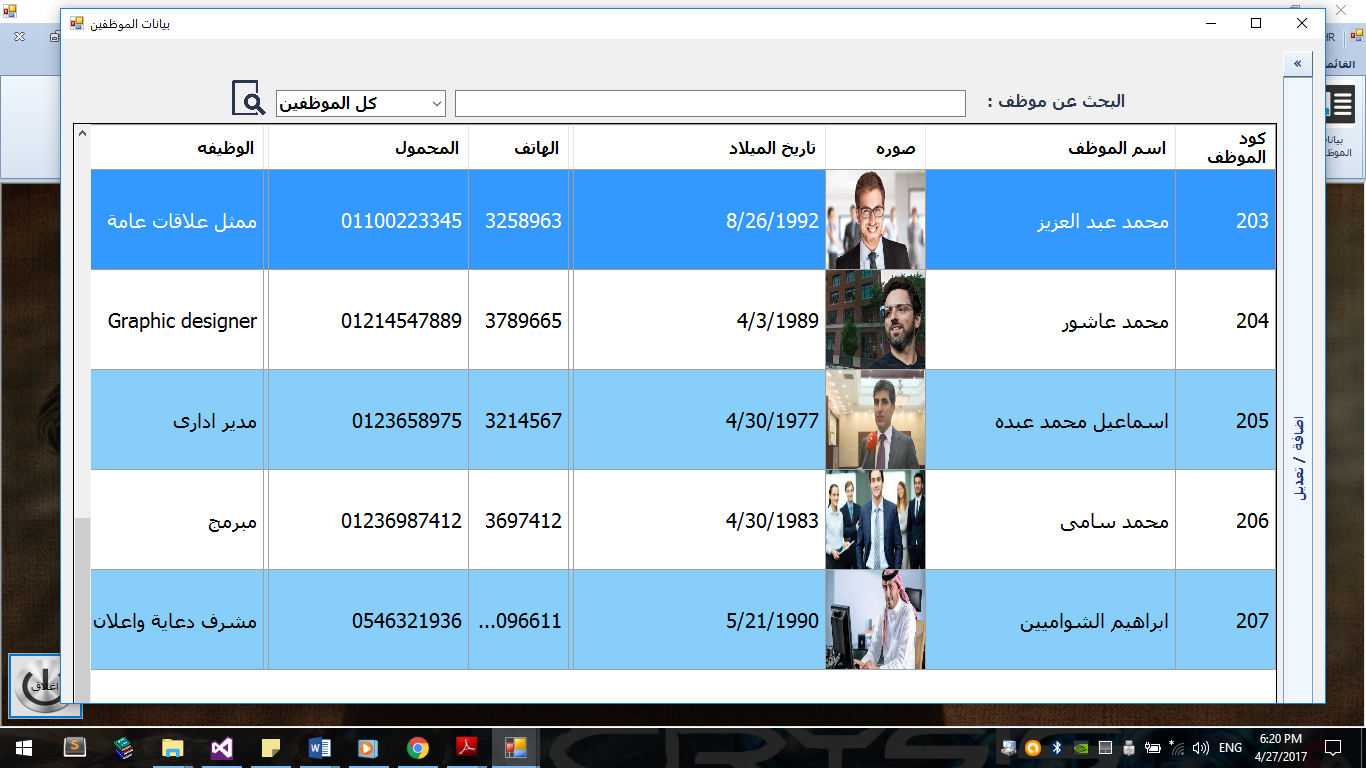 بيانات الموظفين
HR
القائم
»
البحث عن موظف :
كل الموظفين
بيانات
الموظ
كود الموظف اسم الموظف صوره تاريخ الميلاد الهاتف المحمول الوظيفه
203 محمد عبد العزيز 8/26/1992 3258963 01100223345 ممثل علاقات عامة
204 محمد عاشور 4/3/1989 3789665 01214547889 Graphic designer
205 اسماعيل محمد عبده 4/30/1977 3214567 0123658975 مدير ادارى
206 محمد سامى 4/30/1983 3697412 01236987412 مبرمج
207 ابراهيم الشواميين 5/21/1990 096611... 0546321936 مشرف دعاية واعلان
اضافة / تعديل
اغلاق
ENG
6:20 PM
4/27/2017